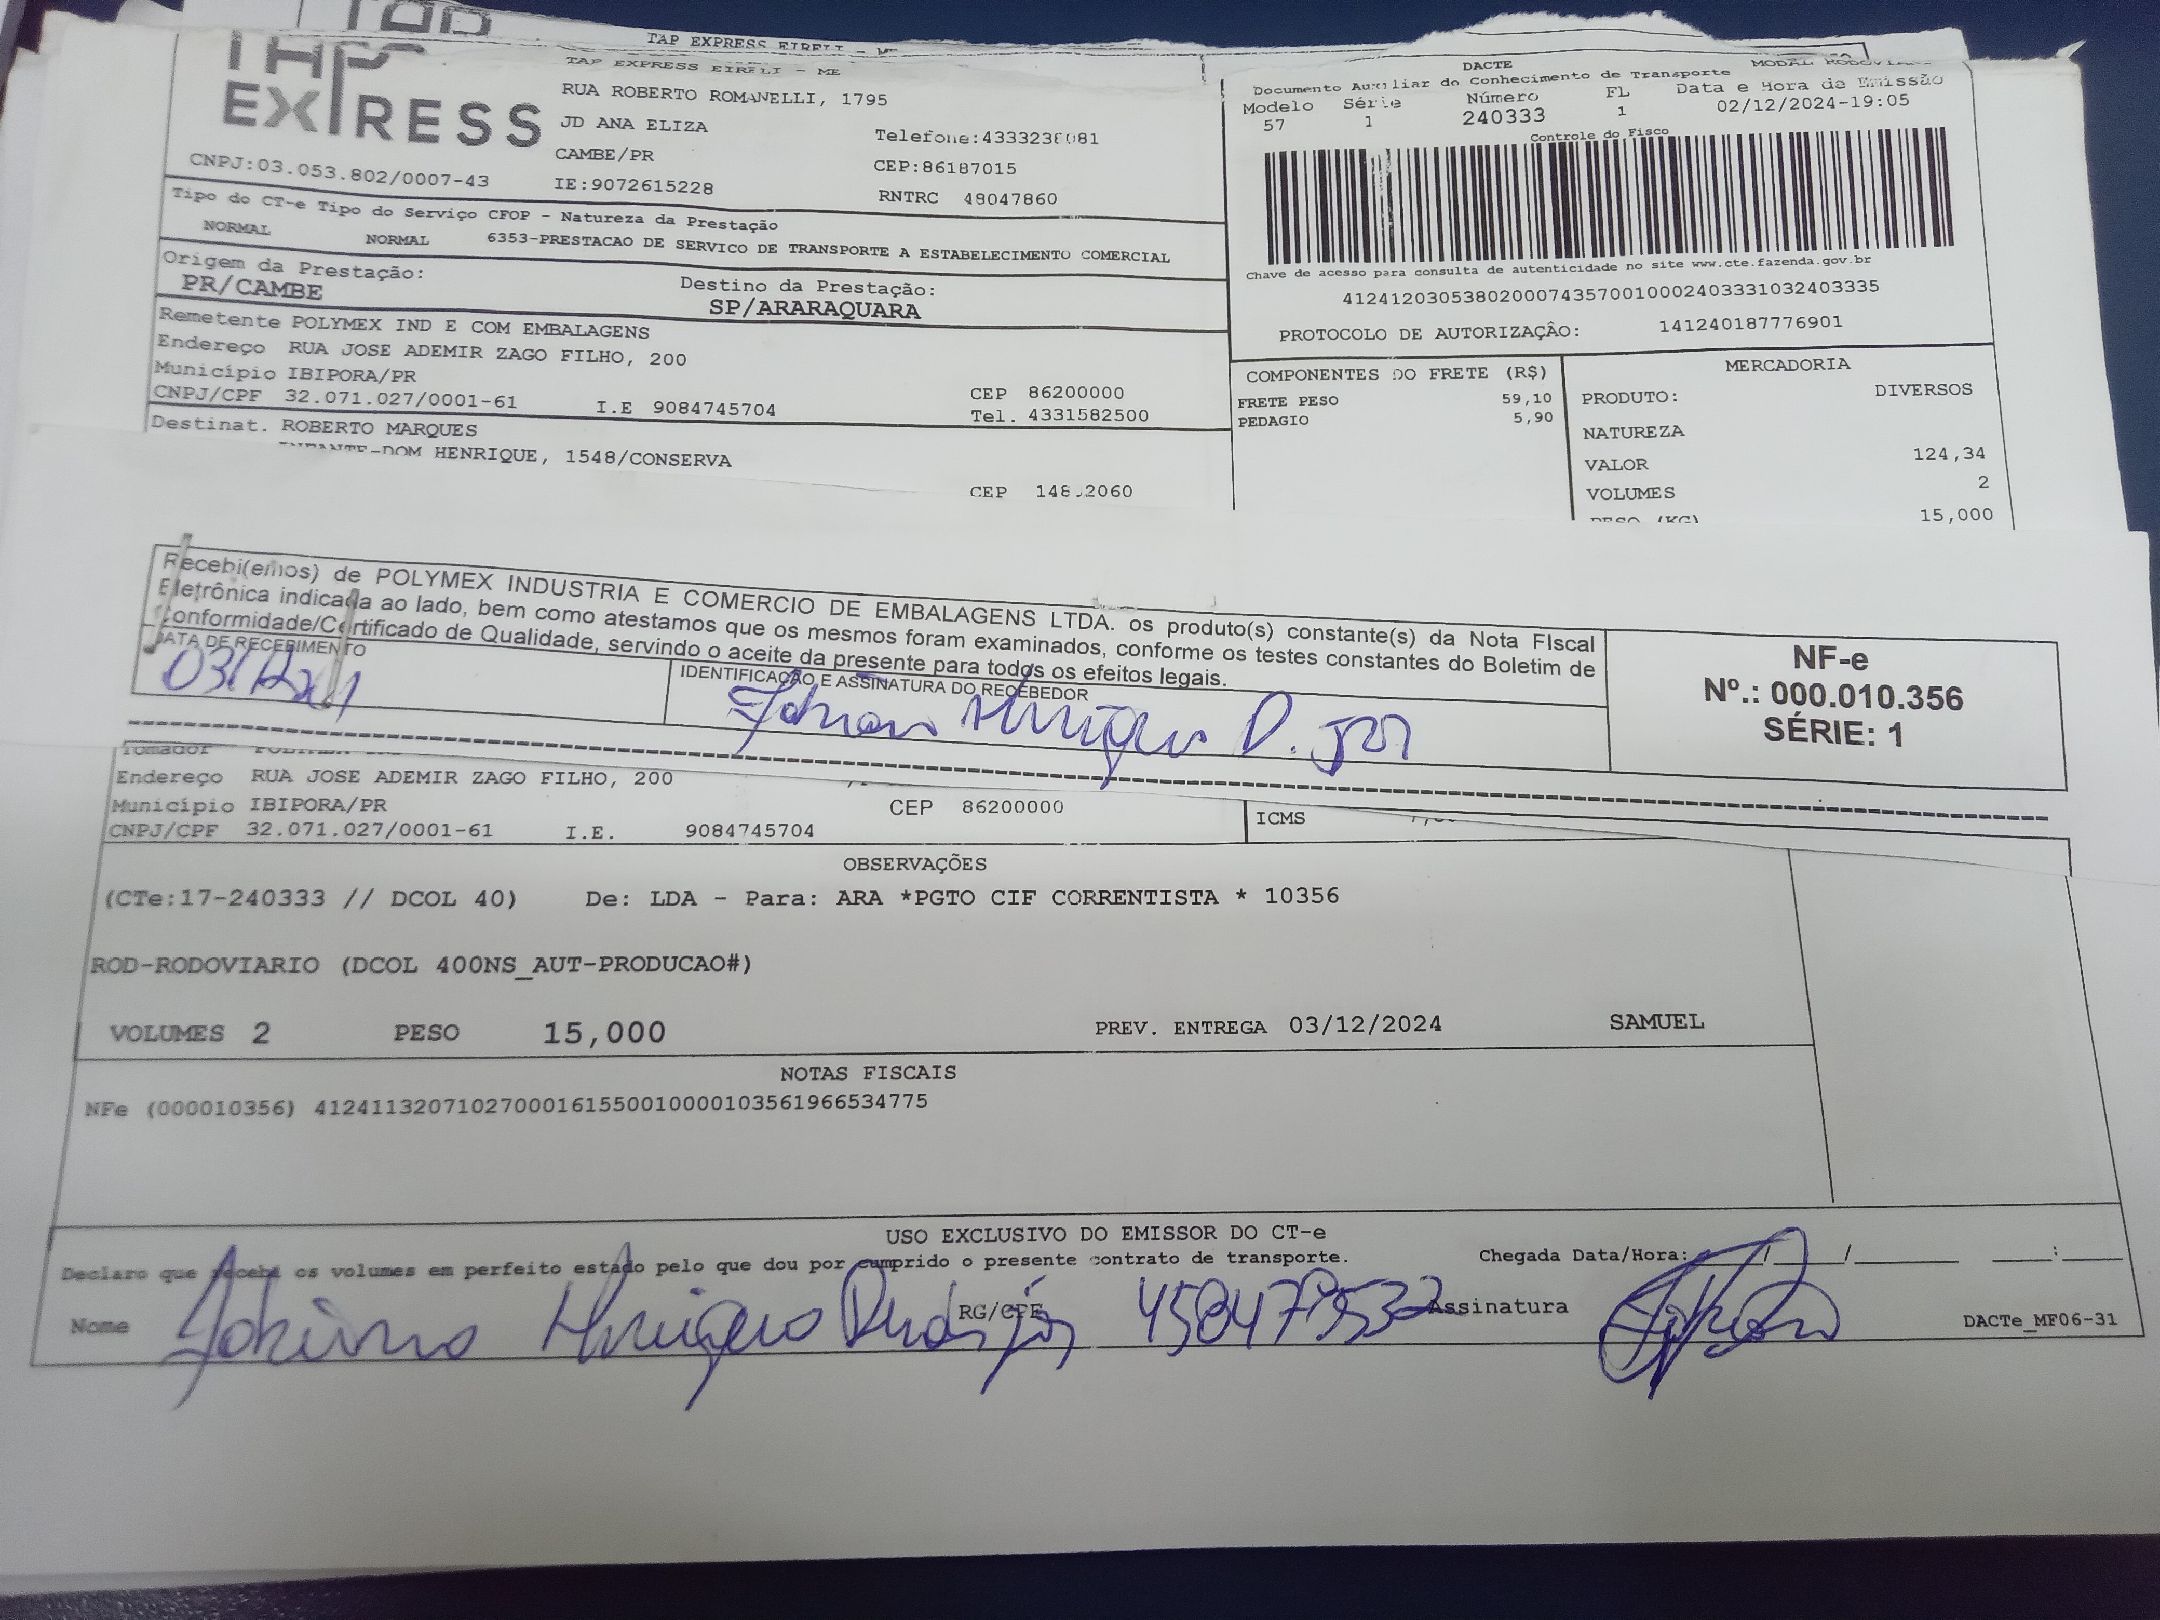 TAP EXPRESS EIRELI - ME
TAP
EXPRESS
TAP EXPRESS EIRELI - ME
RUA ROBERTO ROMANELLI, 1795
JD ANA ELIZA
CAMBE/PR
Telefone:4333236081
CEP:86187015
CNPJ:03.053.802/0007-43
IE:9072615228
RNTRC 48047860
DACTE
MODAL RODOVIARIO
Documento Auxiliar do Conhecimento de Transporte
Modelo Série Número FL Data e Hora da Emissão
57 1 240333 1 02/12/2024-19:05
Controle do Fisco
Chave de acesso para consulta de autenticidade no site www.cte.fazenda.gov.br
41241203053802000743570010002403331032403335
PROTOCOLO DE AUTORIZAÇÃO: 141240187776901
Tipo do CT-e Tipo do Serviço CFOP - Natureza da Prestação
NORMAL NORMAL 6353-PRESTACAO DE SERVICO DE TRANSPORTE A ESTABELECIMENTO COMERCIAL
Origem da Prestação: Destino da Prestação:
PR/CAMBE SP/ARARAQUARA
Remetente POLYMEX IND E COM EMBALAGENS
Endereço RUA JOSE ADEMIR ZAGO FILHO, 200
Município IBIPORA/PR CEP 86200000
CNPJ/CPF 32.071.027/0001-61 I.E 9084745704 Tel. 4331582500
Destinat. ROBERTO MARQUES
DOM HENRIQUE, 1548/CONSERVA
CEP
COMPONENTES DO FRETE (R$)
FRETE PESO 59,10
PEDAGIO 5,90
MERCADORIA
PRODUTO: DIVERSOS
NATUREZA
VALOR 124,34
VOLUMES 2
PESO (KG) 15,000
Recebi(emos) de POLYMEX INDUSTRIA E COMERCIO DE EMBALAGENS LTDA. os produto(s) constante(s) da Nota FIscal
Eletrônica indicada ao lado, bem como atestamos que os mesmos foram examinados, conforme os testes constantes do Boletim de
Conformidade/Certificado de Qualidade, servindo o aceite da presente para todos os efeitos legais.
DATA DE RECEBIMENTO
IDENTIFICAÇÃO E ASSINATURA DO RECEBEDOR
NF-e
Nº.: 000.010.356
SÉRIE: 1
Tomador
Endereço RUA JOSE ADEMIR ZAGO FILHO, 200
Município IBIPORA/PR CEP 86200000
CNPJ/CPF 32.071.027/0001-61 I.E. 9084745704
ICMS
OBSERVAÇÕES
(CTe:17-240333 // DCOL 40) De: LDA - Para: ARA *PGTO CIF CORRENTISTA * 10356
ROD-RODOVIARIO (DCOL 400NS_AUT-PRODUCAO#)
VOLUMES 2 PESO 15,000 PREV. ENTREGA 03/12/2024 SAMUEL
NOTAS FISCAIS
NFe (000010356) 41241132071027000161550010000103561966534775
USO EXCLUSIVO DO EMISSOR DO CT-e
Declaro que recebi os volumes em perfeito estado pelo que dou por cumprido o presente contrato de transporte. Chegada Data/Hora: / / :
Nome RG/CPF Assinatura
DACTe_MF06-31